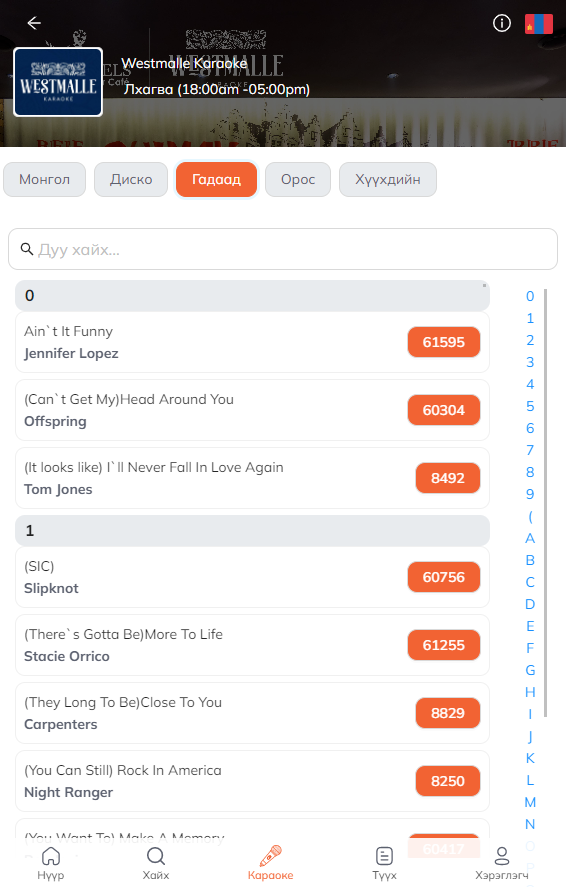 Westmalle Karaoke
Лхагва (18:00am -05:00pm)
WESTMALLE
KARAOKE
WESTMALLE
Монгол
Диско
Гадаад
Орос
Хүүхдийн
Дуу хайх...
0
Ain`t It Funny
Jennifer Lopez
61595
(Can`t Get My)Head Around You
Offspring
60304
(It looks like) I`ll Never Fall In Love Again
Tom Jones
8492
1
(SIC)
Slipknot
60756
(There`s Gotta Be)More To Life
Stacie Orrico
61255
(They Long To Be)Close To You
Carpenters
8829
(You Can Still) Rock In America
Night Ranger
8250
(You Want To) Make A Memory
60417
0
1
2
3
4
5
6
7
8
9
(
A
B
C
D
E
F
G
H
I
J
K
L
M
N
O
P
Нүүр
Хайх
Караоке
Түүх
Хэрэглэгч